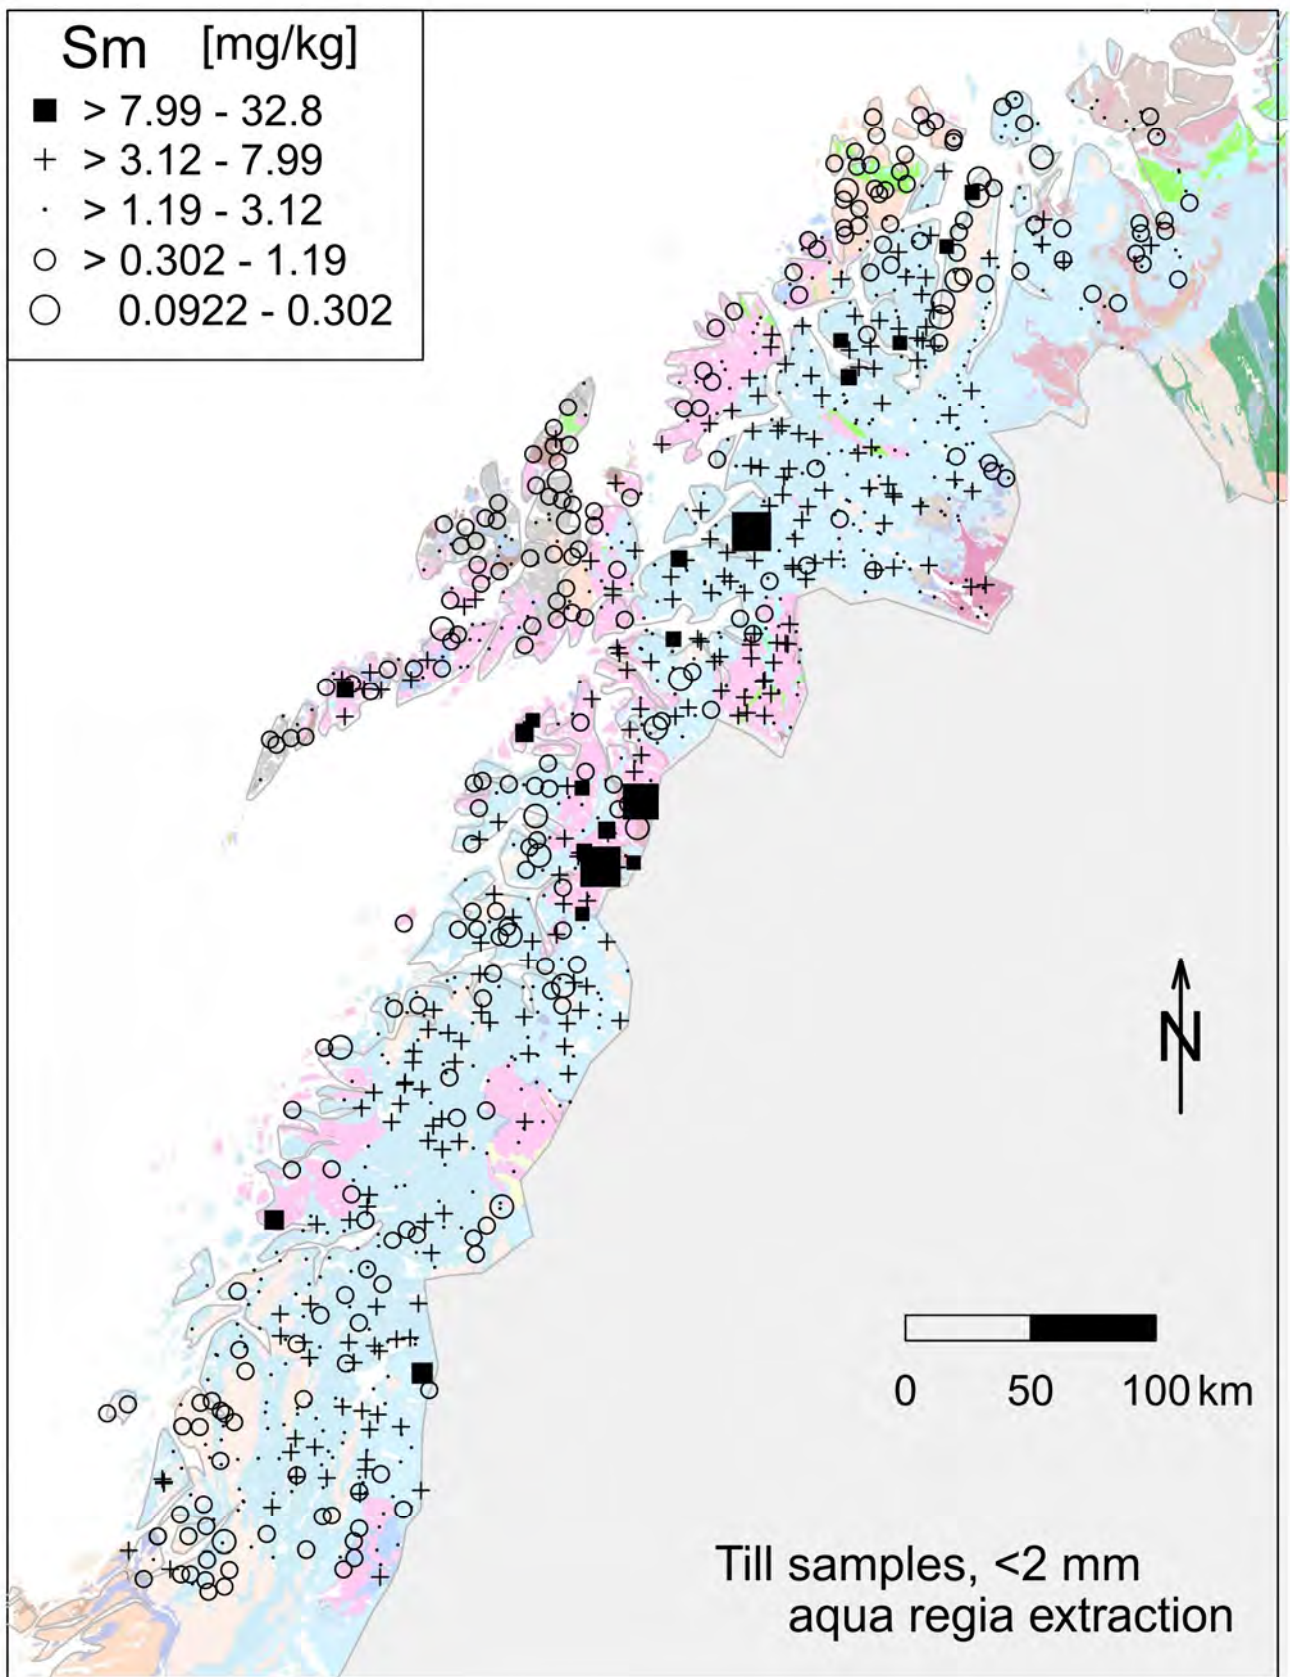 Sm [mg/kg]
> 7.99 - 32.8
> 3.12 - 7.99
> 1.19 - 3.12
> 0.302 - 1.19
0.0922 - 0.302
N
0 50 100 km
Till samples, <2 mm
aqua regia extraction